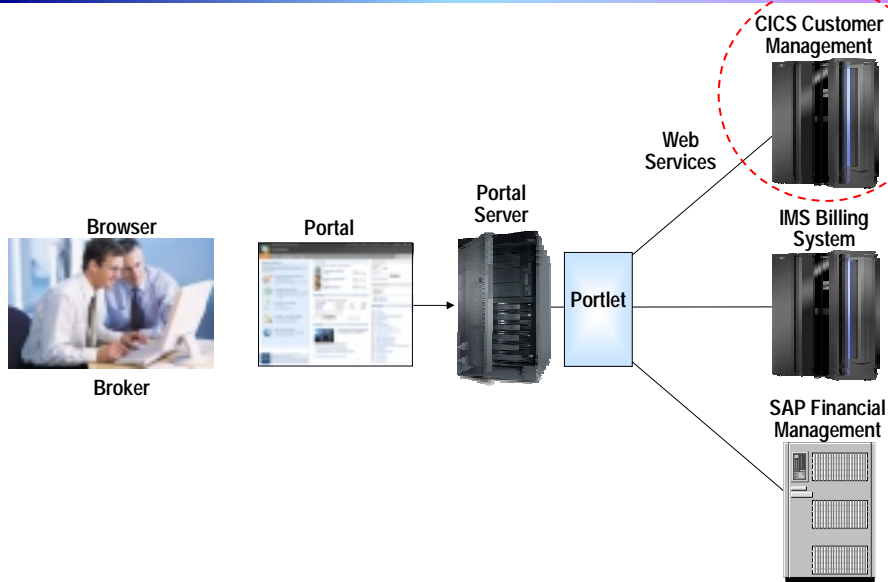 CICS Customer
Management
Web
Services
Portal
Server
Browser
Portal
IMS Billing
System
Portlet
Broker
SAP Financial
Management